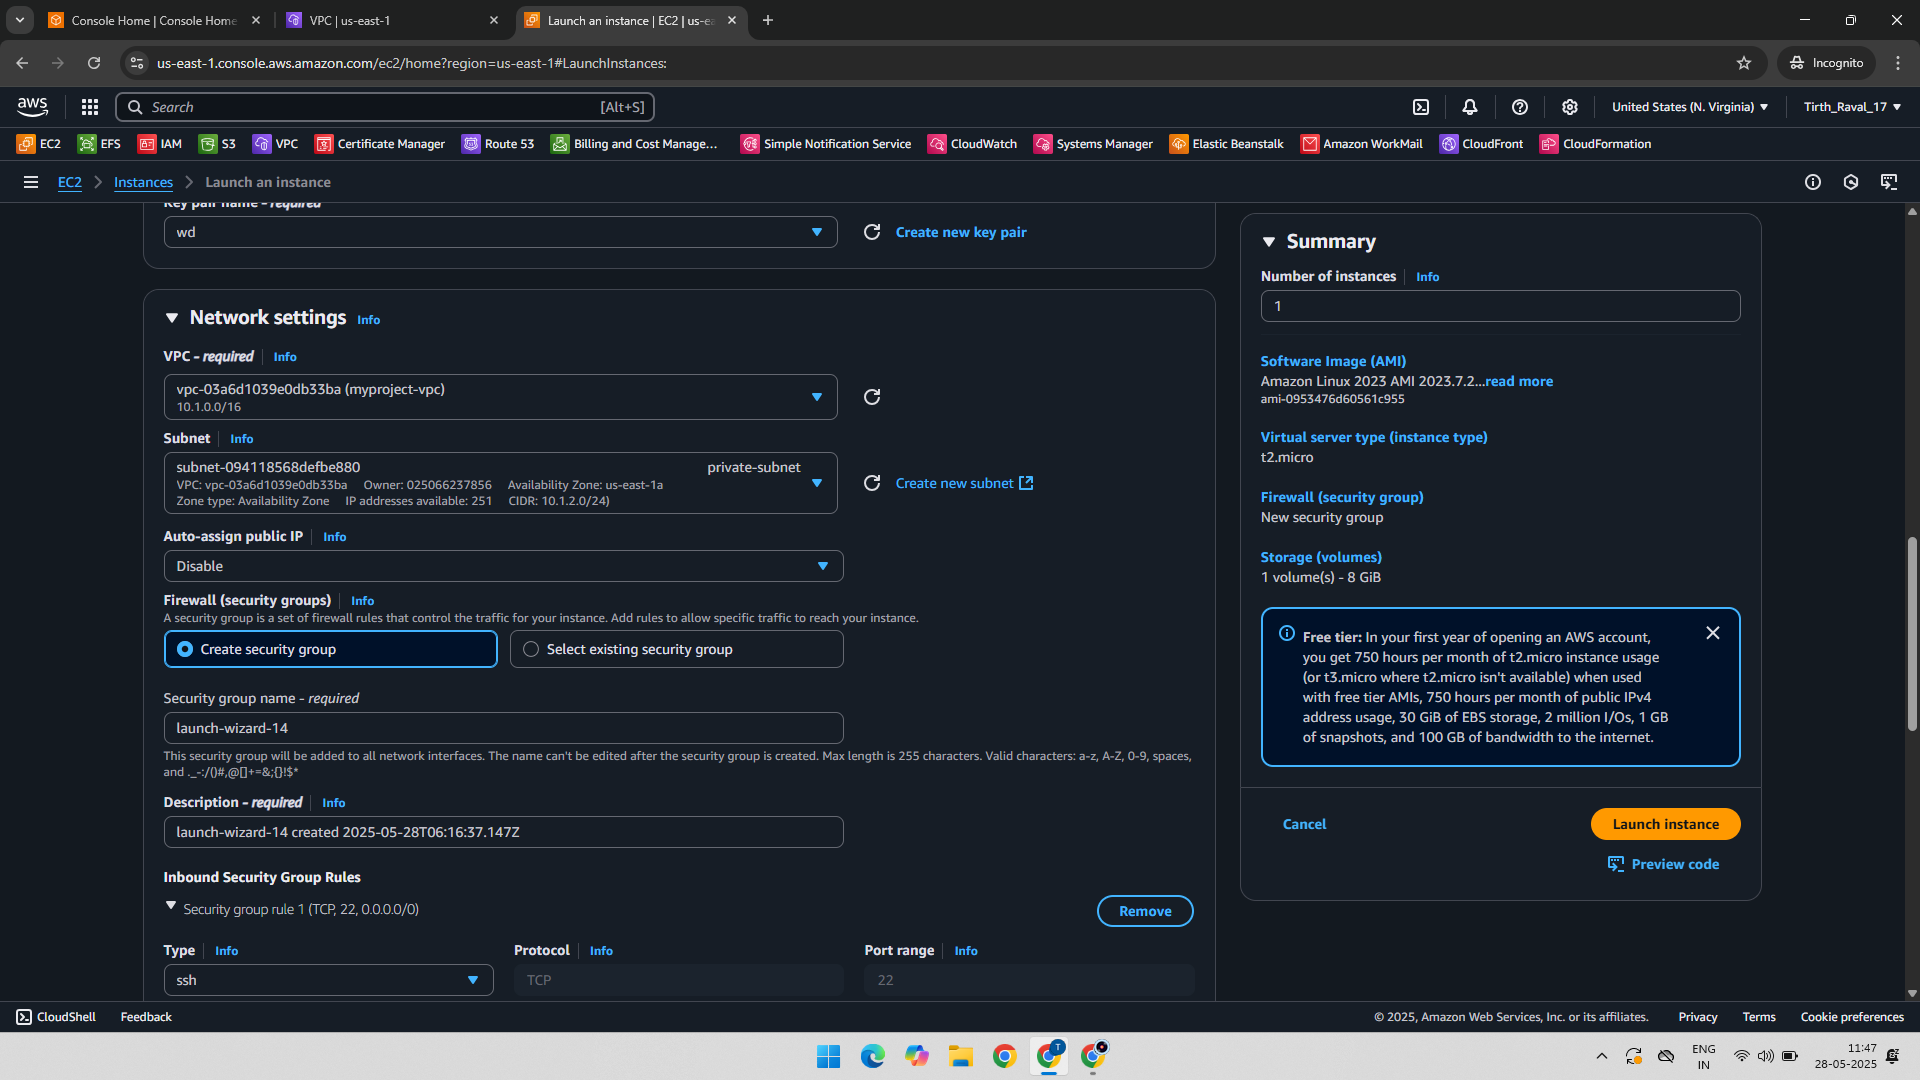 Console Home | Console Home
VPC | us-east-1
Launch an instance | EC2 | us-ea
us-east-1.console.aws.amazon.com/ec2/home?region=us-east-1#LaunchInstances:
Incognito
aws
Search
[Alt+S]
United States (N. Virginia)
Tirth_Raval_17
EC2
EFS
IAM
S3
VPC
Certificate Manager
Route 53
Billing and Cost Manage...
Simple Notification Service
CloudWatch
Systems Manager
Elastic Beanstalk
Amazon WorkMail
CloudFront
CloudFormation
EC2
Instances
Launch an instance
Key pair name - required
wd
Create new key pair
Network settings Info
VPC - required Info
vpc-03a6d1039e0db33ba (myproject-vpc)
10.1.0.0/16
Subnet Info
subnet-094118568defbe880 private-subnet
VPC: vpc-03a6d1039e0db33ba Owner: 025066237856 Availability Zone: us-east-1a
Zone type: Availability Zone IP addresses available: 251 CIDR: 10.1.2.0/24)
Create new subnet
Auto-assign public IP Info
Disable
Firewall (security groups) Info
A security group is a set of firewall rules that control the traffic for your instance. Add rules to allow specific traffic to reach your instance.
Create security group
Select existing security group
Security group name - required
launch-wizard-14
This security group will be added to all network interfaces. The name can't be edited after the security group is created. Max length is 255 characters. Valid characters: a-z, A-Z, 0-9, spaces,
and ._-:/()#,@[]+=&;{}!$*
Description - required Info
launch-wizard-14 created 2025-05-28T06:16:37.147Z
Inbound Security Group Rules
Security group rule 1 (TCP, 22, 0.0.0.0/0)
Remove
Type Info
Protocol Info
Port range Info
ssh
TCP
22
Summary
Number of instances Info
1
Software Image (AMI)
Amazon Linux 2023 AMI 2023.7.2...read more
ami-0953476d60561c955
Virtual server type (instance type)
t2.micro
Firewall (security group)
New security group
Storage (volumes)
1 volume(s) - 8 GiB
Free tier: In your first year of opening an AWS account,
you get 750 hours per month of t2.micro instance usage
(or t3.micro where t2.micro isn't available) when used
with free tier AMIs, 750 hours per month of public IPv4
address usage, 30 GiB of EBS storage, 2 million I/Os, 1 GB
of snapshots, and 100 GB of bandwidth to the internet.
Cancel
Launch instance
Preview code
CloudShell
Feedback
© 2025, Amazon Web Services, Inc. or its affiliates.
Privacy
Terms
Cookie preferences
T
ENG
IN
11:47
28-05-2025